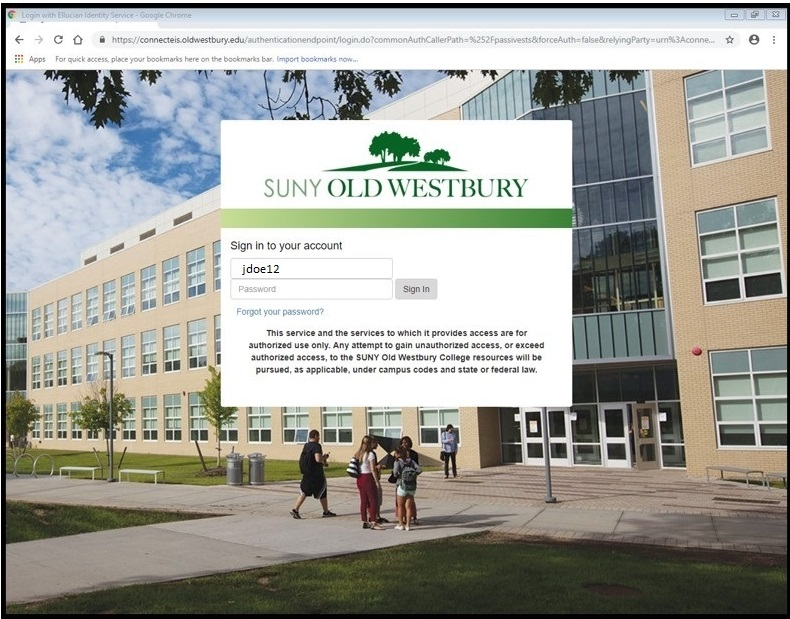 Login with Ellucian Identity Service - Google Chrome
https://connecteis.oldwestbury.edu/authenticationendpoint/login.do?commonAuthCallerPath=%252Fpassivests&forceAuth=false&relyingParty=urn%3Aconne...
Apps For quick access, place your bookmarks here on the bookmarks bar. Import bookmarks now...
SUNY OLD WESTBURY
Sign in to your account
jdoe12
Password Sign In
Forgot your password?
This service and the services to which it provides access are for
authorized use only. Any attempt to gain unauthorized access, or exceed
authorized access, to the SUNY Old Westbury College resources will be
pursued, as applicable, under campus codes and state or federal law.